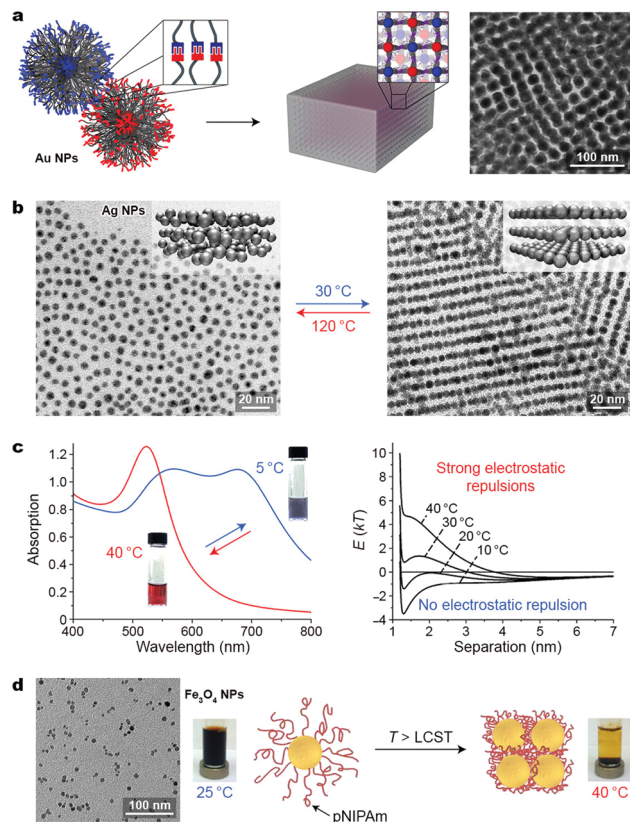 a
Au NPs
100 nm
b
Ag NPs
30 °C
120 °C
20 nm
20 nm
c
1.2
1.0
0.8
0.6
0.4
0.2
0
Absorption
400
500
600
700
800
Wavelength (nm)
5 °C
40 °C
10
8
6
4
2
0
−2
−4
E (kT)
1
2
3
4
5
6
7
Separation (nm)
Strong electrostatic
repulsions
40 °C
30 °C
20 °C
10 °C
No electrostatic repulsion
d
Fe3O4 NPs
100 nm
25 °C
pNIPAm
T > LCST
40 °C